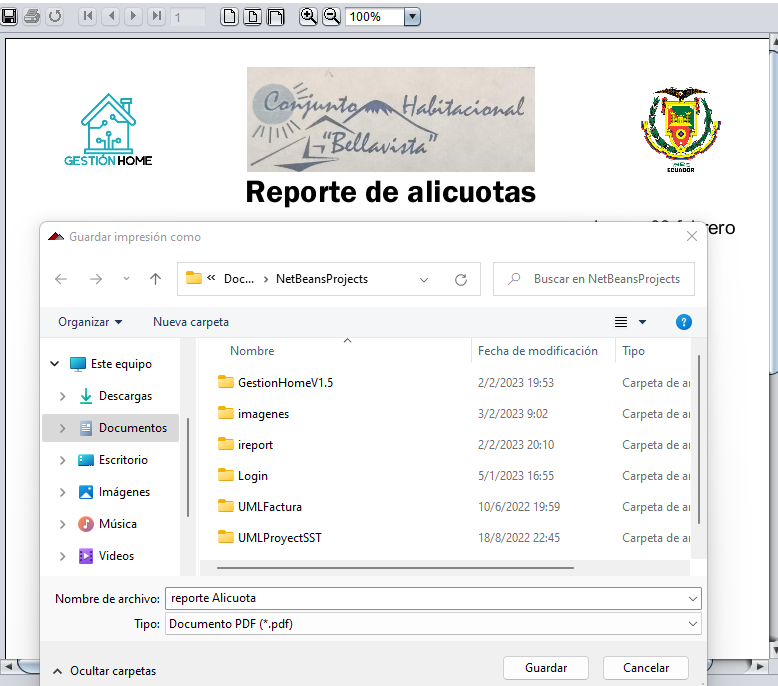 1
100%
Conjunto Habitacional
"Bellavista"
GESTIÓN HOME
ECUADOR
Reporte de alicuotas
Guardar impresión como
Doc... > NetBeansProjects
Buscar en NetBeansProjects
Organizar
Nueva carpeta
?
Nombre
Fecha de modificación
Tipo
Este equipo
Descargas
Documentos
Escritorio
Imágenes
Música
Videos
GestionHomeV1.5 2/2/2023 19:53 Carpeta de ar
imagenes 3/2/2023 9:02 Carpeta de ar
ireport 2/2/2023 20:10 Carpeta de ar
Login 5/1/2023 16:55 Carpeta de ar
UMLFactura 10/6/2022 19:59 Carpeta de ar
UMLProyectSST 18/8/2022 22:45 Carpeta de ar
Nombre de archivo: reporte Alicuota
Tipo: Documento PDF (*.pdf)
Ocultar carpetas
Guardar
Cancelar